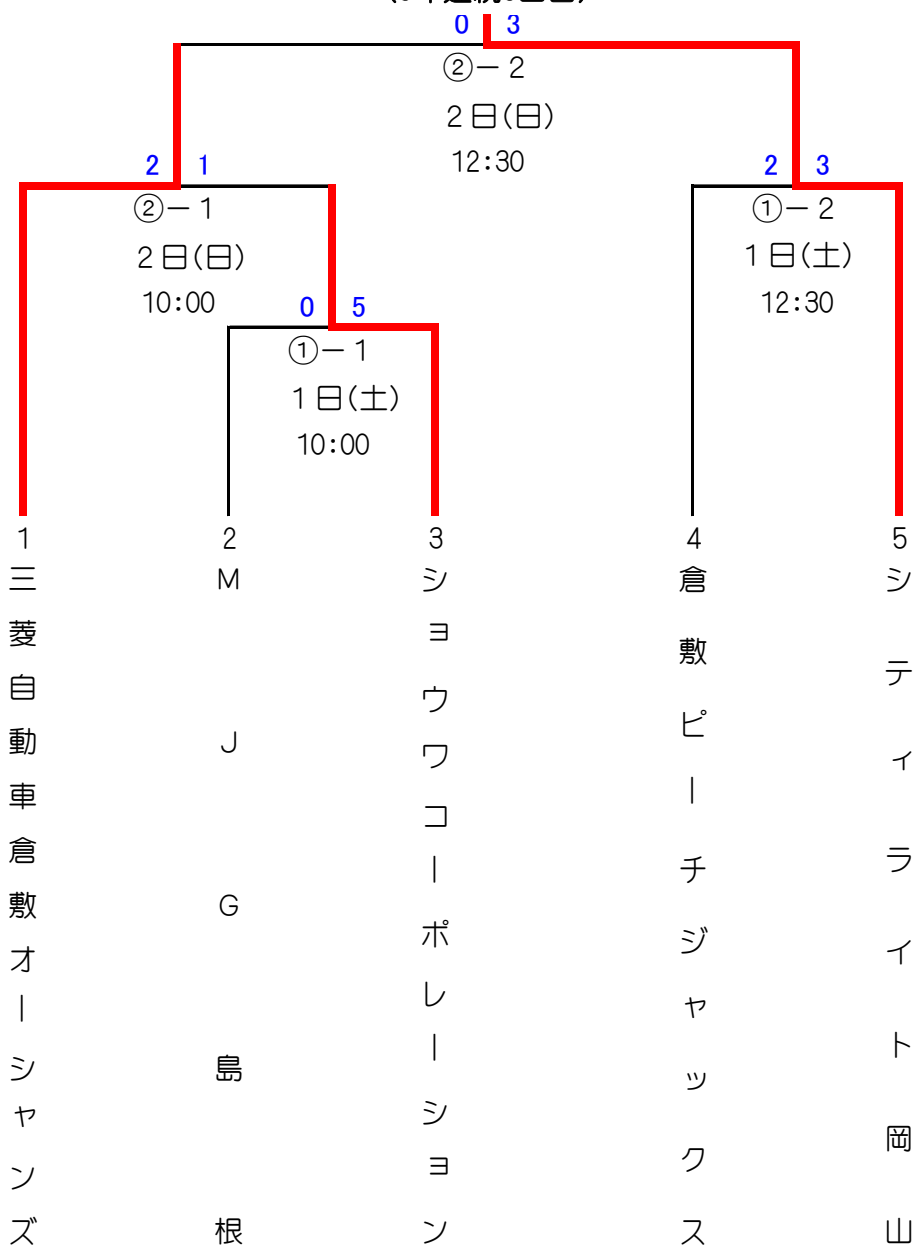 0 3
②－2
2日(日)
12:30
2 1
②－1
2日(日)
10:00
2 3
①－2
1日(土)
12:30
0 5
①－1
1日(土)
10:00
1
三菱自動車倉敷オーシャンズ
2
MJG島根
3
ショウワコーポレーション
4
倉敷ピーチジャックス
5
シティライト岡山